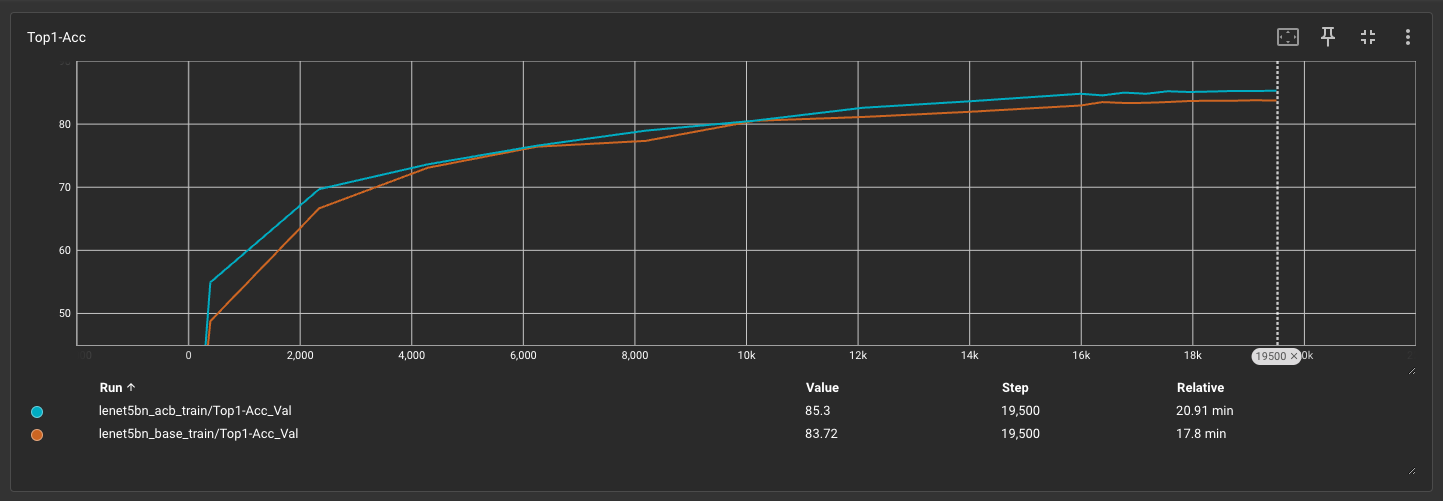 Top1-Acc
90
80
70
60
50
0
2,000
4,000
6,000
8,000
10k
12k
14k
16k
18k
19500 ×
0k
Run ↑ Value Step Relative
lenet5bn_acb_train/Top1-Acc_Val 85.3 19,500 20.91 min
lenet5bn_base_train/Top1-Acc_Val 83.72 19,500 17.8 min